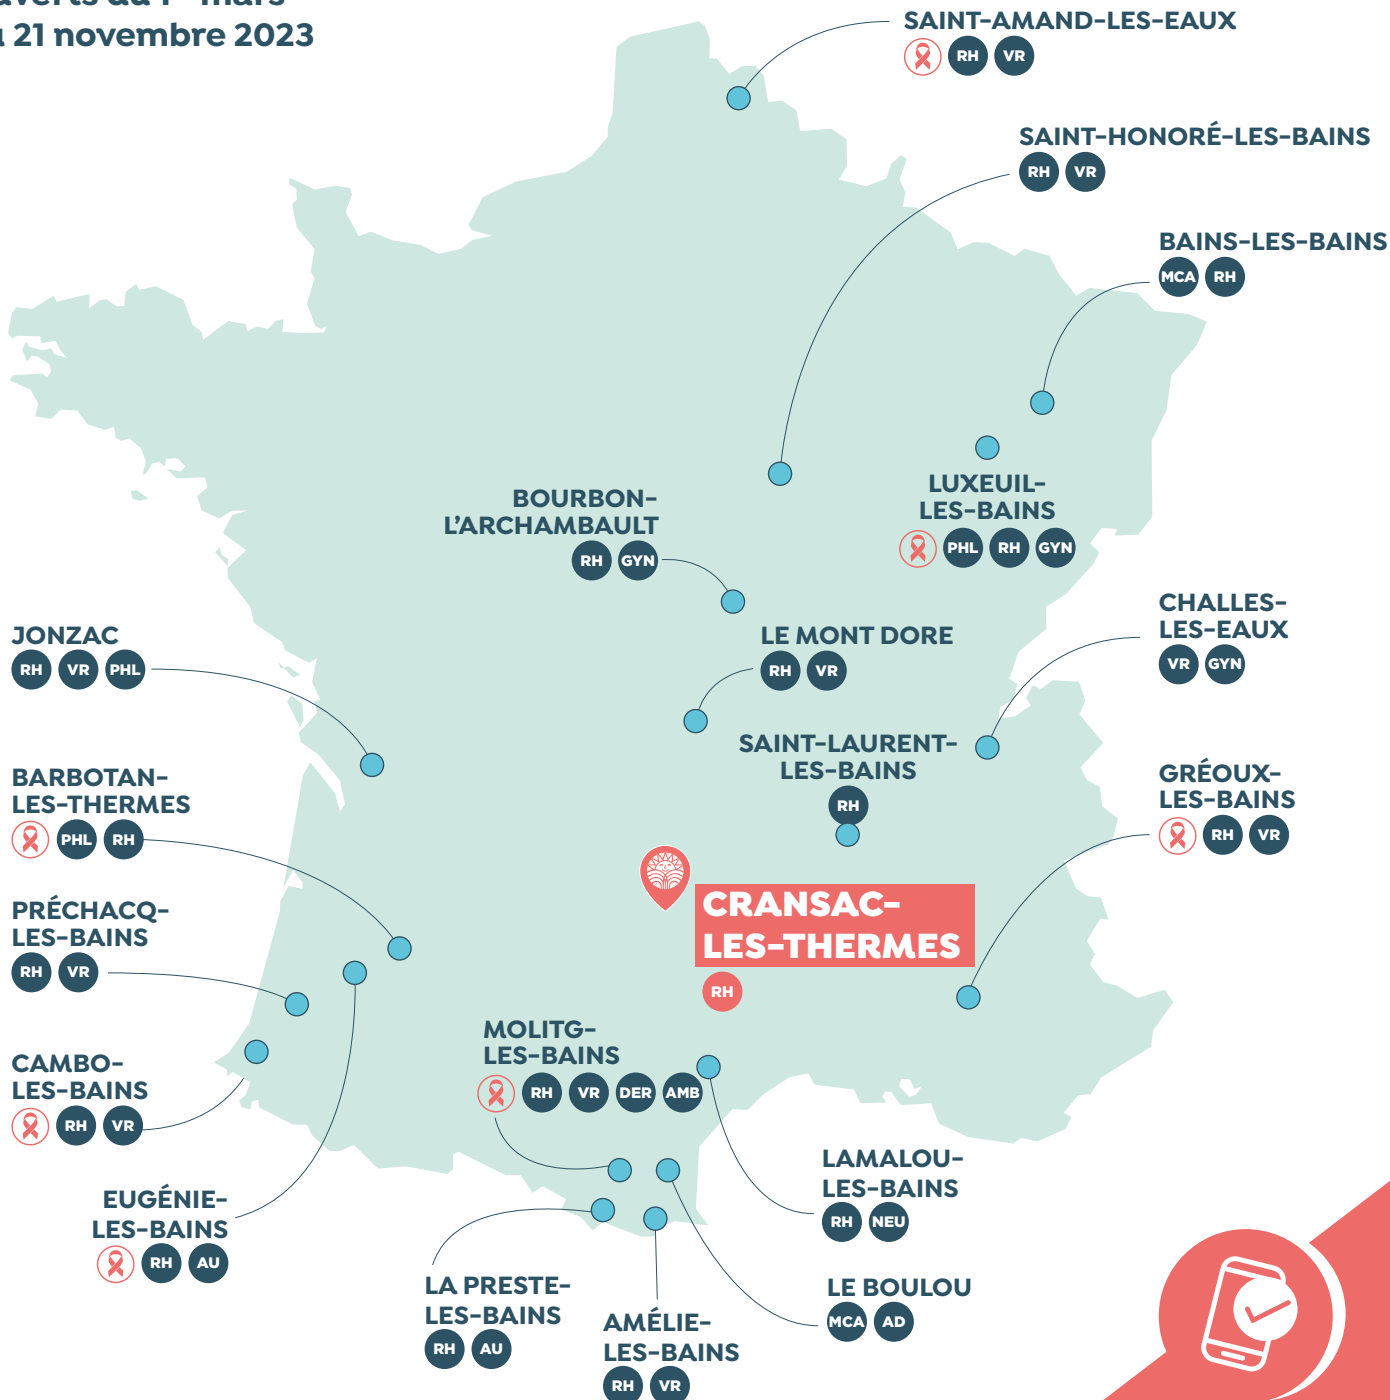 du 1er mars
21 novembre 2023
SAINT-AMAND-LES-EAUX
RH VR
SAINT-HONORÉ-LES-BAINS
RH VR
BAINS-LES-BAINS
MCA RH
LUXEUIL-
LES-BAINS
PHL RH GYN
BOURBON-
L'ARCHAMBAULT
RH GYN
CHALLES-
LES-EAUX
VR GYN
JONZAC
RH VR PHL
LE MONT DORE
RH VR
SAINT-LAURENT-
LES-BAINS
RH
BARBOTAN-
LES-THERMES
PHL RH
GRÉOUX-
LES-BAINS
RH VR
CRANSAC-
LES-THERMES
RH
PRÉCHACQ-
LES-BAINS
RH VR
MOLITG-
LES-BAINS
RH VR DER AMB
CAMBO-
LES-BAINS
RH VR
LAMALOU-
LES-BAINS
RH NEU
EUGÉNIE-
LES-BAINS
RH AU
LA PRESTE-
LES-BAINS
RH AU
LE BOULOU
MCA AD
AMÉLIE-
LES-BAINS
RH VR